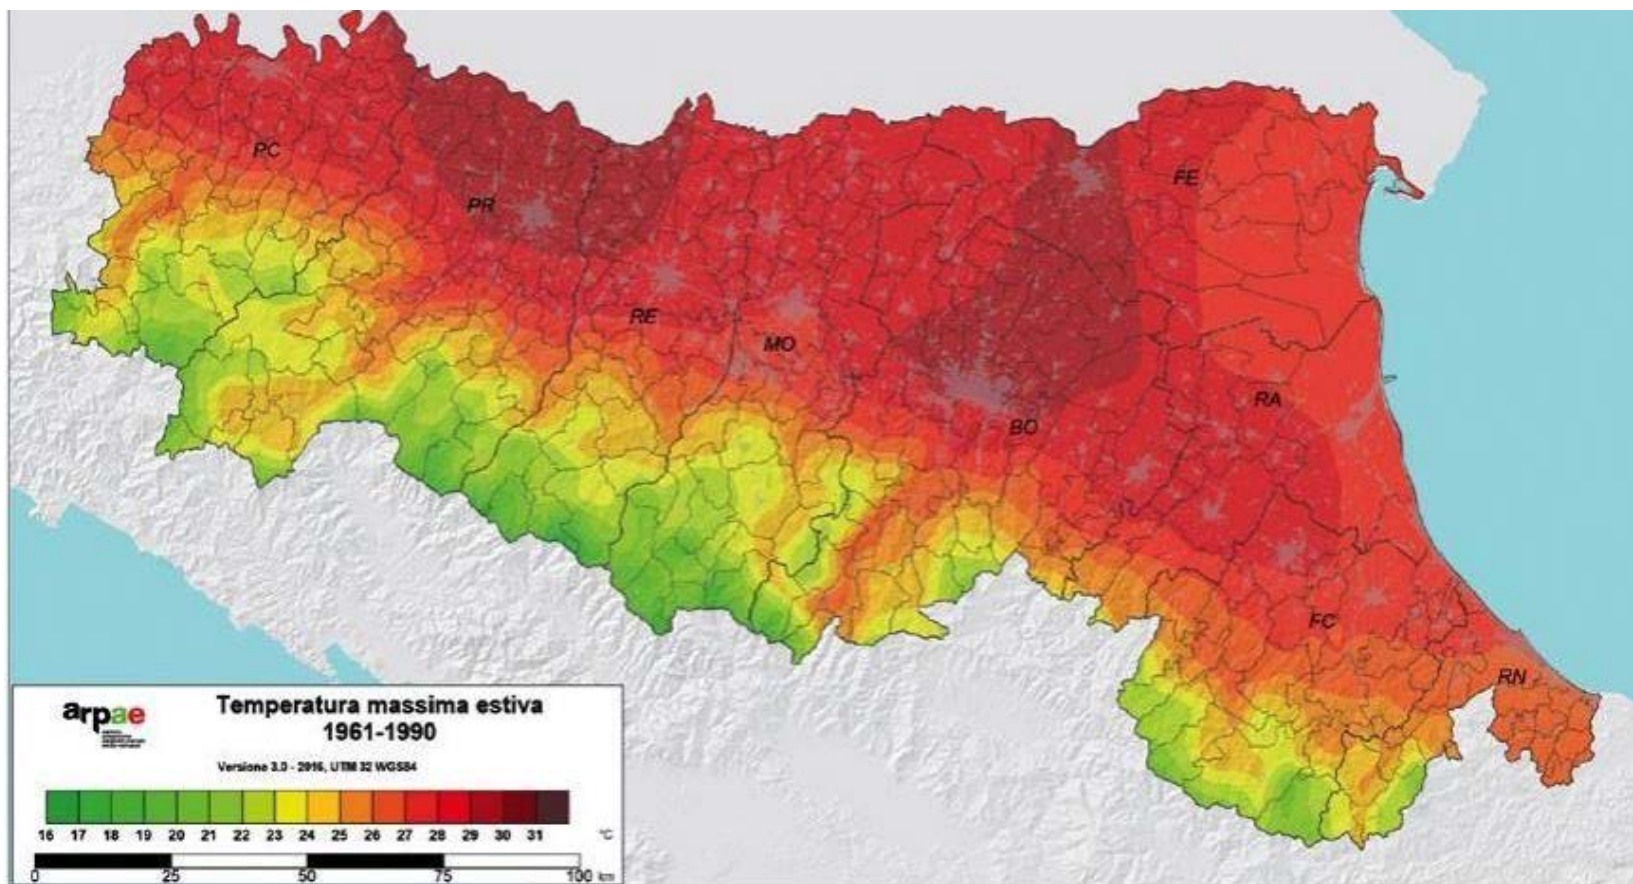 PC
PR
FE
RE
MO
RA
BO
FC
RN
arpae
Temperatura massima estiva
1961-1990
Versione 3.0 - 2016, UTM 32 WGS84
16 17 18 19 20 21 22 23 24 25 26 27 28 29 30 31 °C
0 25 50 75 100 km